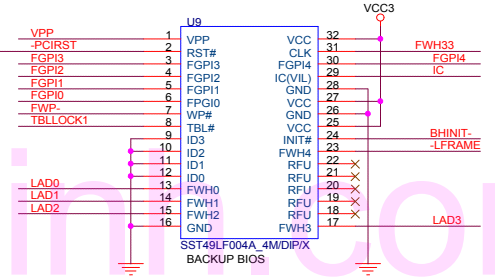 VCC3
U9
VPP 1 VPP VCC 32
-PCIRST 2 RST# CLK 31 FWH33
FGPI3 3 FGPI3 FGPI4 30 FGPI4
FGPI2 4 FGPI2 IC(VIL) 29 IC
FGPI1 5 FGPI1 GND 28
FGPI0 6 FPGI0 VCC 27
FWP- 7 WP# GND 26
TBLLOCK1 8 TBL# VCC 25
9 ID3 INIT# 24 BHINIT-
10 ID2 FWH4 23 -LFRAME
11 ID1 RFU 22
12 ID0 RFU 21
LAD0 13 FWH0 RFU 20
LAD1 14 FWH1 RFU 19
LAD2 15 FWH2 RFU 18
16 GND FWH3 17 LAD3
SST49LF004A_4M/DIP/X
BACKUP BIOS